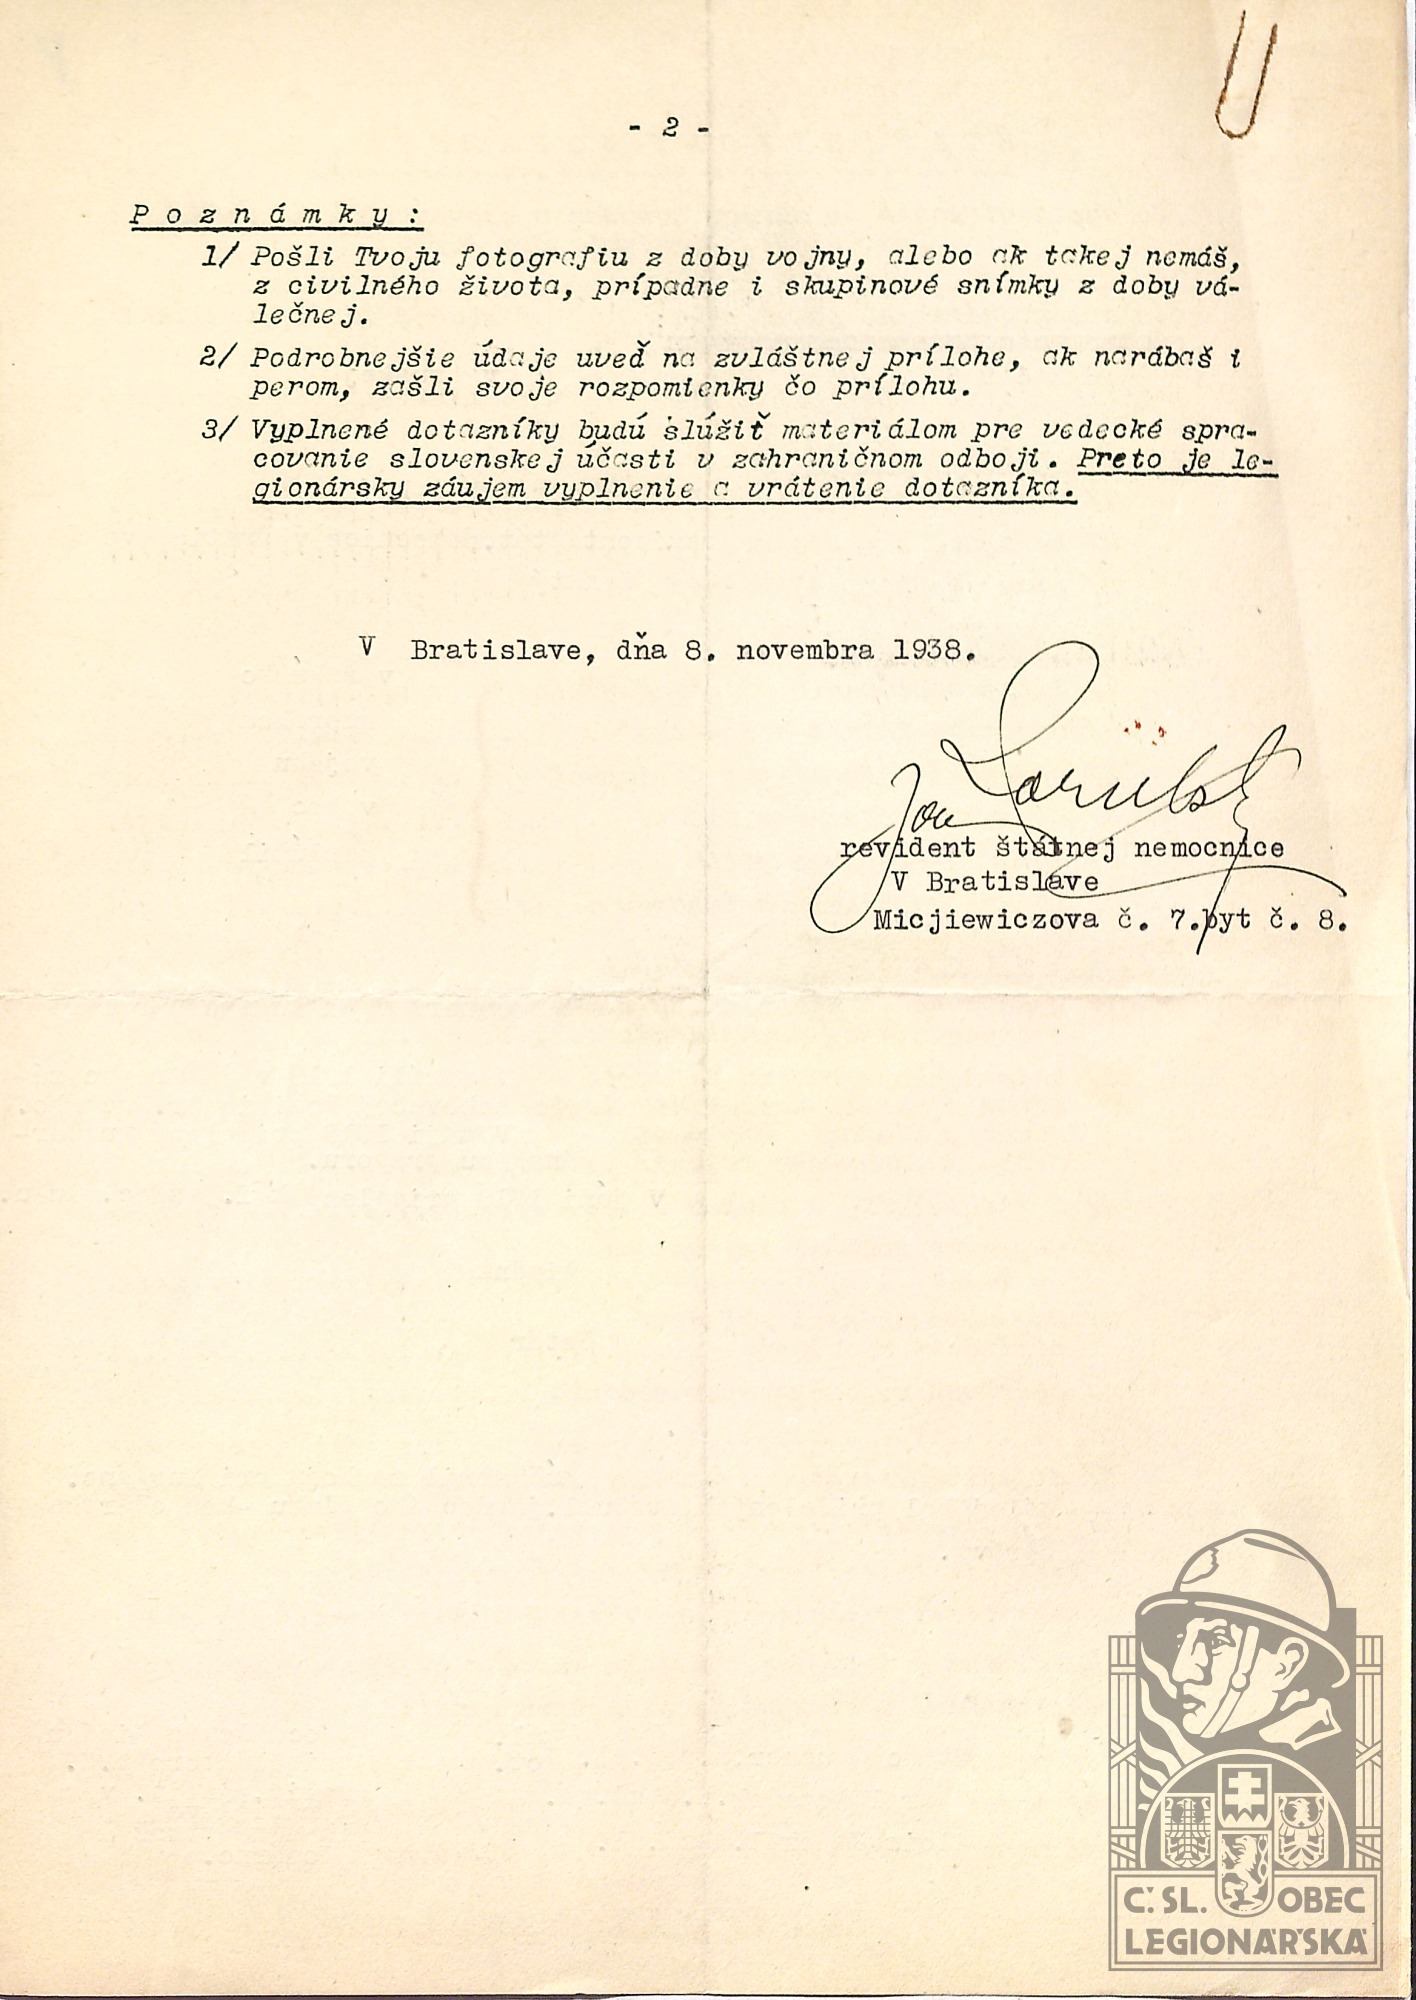 - 2 -
Poznámky:
1/ Pošli Tvoju fotografiu z doby vojny, alebo ak takej nemáš,
z civilného života, prípadne i skupinové snímky z doby vá-
lečnej.
2/ Podrobnejšie údaje uveď na zvláštnej prílohe, ak narábaš i
perom, zašli svoje rozpomienky čo prílohu.
3/ Vyplnené dotazníky budú slúžiť materiálom pre vedecké spra-
covanie slovenskej účasti v zahraničnom odboji. Preto je le-
gionársky záujem vyplnenie a vrátenie dotazníka.
V Bratislave, dňa 8. novembra 1938.
revident štátnej nemocnice
V Bratislave
Micjiewiczova č. 7.byt č. 8.
Č.SL. OBEC
LEGIONÁŘSKÁ